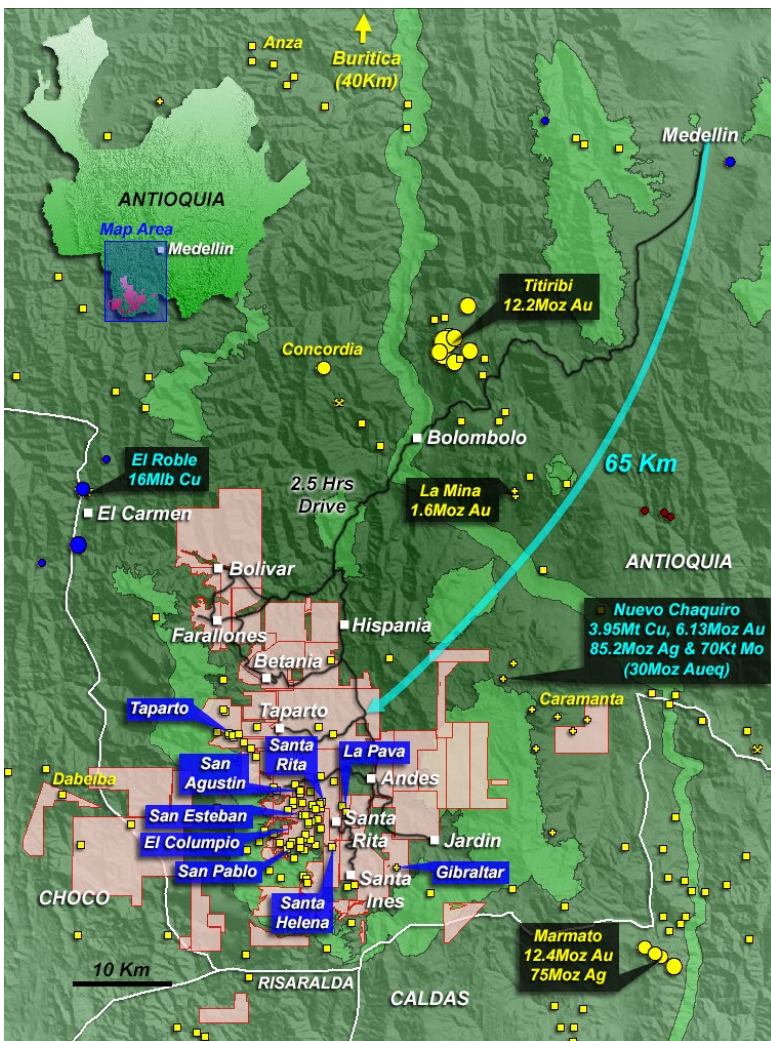 Anza
Buritica
(40Km)
Medellin
ANTIOQUIA
Map Area
Medellin
Titiribi
12.2Moz Au
Concordia
Bolombolo
65 Km
El Roble
16Mlb Cu
2.5 Hrs
Drive
La Mina
1.6Moz Au
El Carmen
ANTIOQUIA
Bolivar
Nuevo Chaquiro
3.95Mt Cu, 6.13Moz Au
85.2Moz Ag & 70Kt Mo
(30Moz Aueq)
Farallones
Hispania
Betania
Caramanta
Taparto
Taparto
Santa
Rita
La Pava
San
Agustin
Dabeiba
Andes
San Esteban
Santa
Rita
El Columpio
Jardin
San Pablo
Santa
Ines
Gibraltar
CHOCO
Santa
Helena
Marmato
12.4Moz Au
75Moz Ag
10 Km
RISARALDA
CALDAS